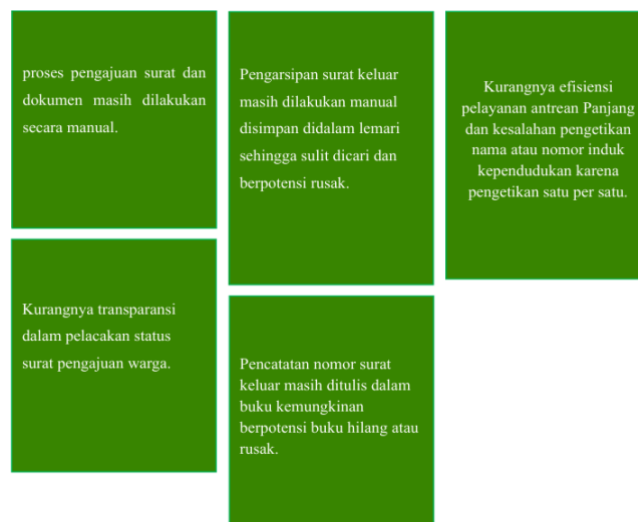 proses pengajuan surat dan
dokumen masih dilakukan
secara manual.
Pengarsipan surat keluar
masih dilakukan manual
disimpan didalam lemari
sehingga sulit dicari dan
berpotensi rusak.
Kurangnya efisiensi
pelayanan antrean Panjang
dan kesalahan pengetikan
nama atau nomor induk
kependudukan karena
pengetikan satu per satu.
Kurangnya transparansi
dalam pelacakan status
surat pengajuan warga.
Pencatatan nomor surat
keluar masih ditulis dalam
buku kemungkinan
berpotensi buku hilang atau
rusak.